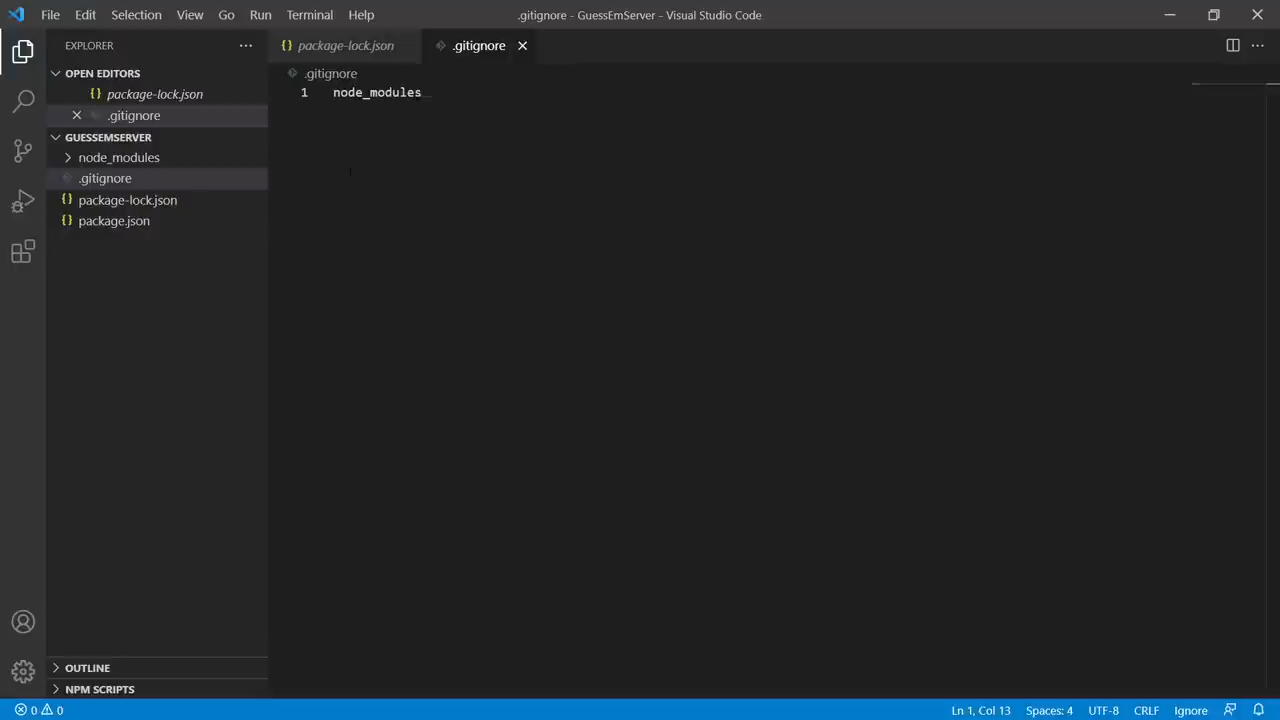 File Edit Selection View Go Run Terminal Help .gitignore - GuessEmServer - Visual Studio Code
EXPLORER
OPEN EDITORS
package-lock.json
.gitignore
GUESSEMSERVER
node_modules
.gitignore
package-lock.json
package.json
OUTLINE
NPM SCRIPTS
package-lock.json .gitignore
.gitignore
1 node_modules
0 0 Ln 1, Col 13 Spaces: 4 UTF-8 CRLF Ignore